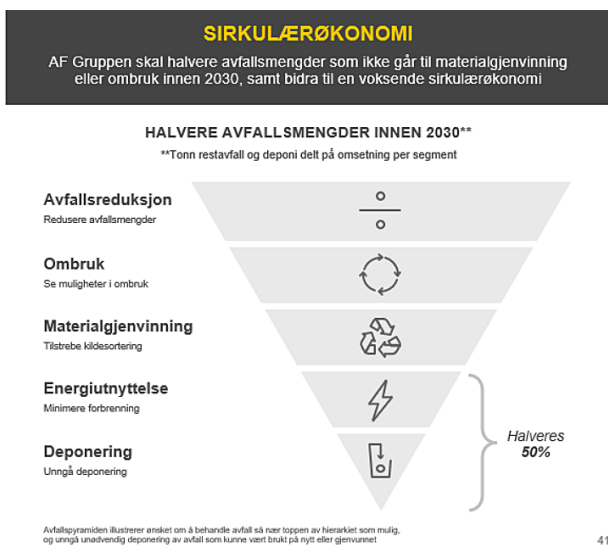 SIRKULÆRØKONOMI
AF Gruppen skal halvere avfallsmengder som ikke går til materialgjenvinning
eller ombruk innen 2030, samt bidra til en voksende sirkulærøkonomi
HALVERE AVFALLSMENGDER INNEN 2030**
**Tonn restavfall og deponi delt på omsetning per segment
Avfallsreduksjon
Redusere avfallsmengder
Ombruk
Se muligheter i ombruk
Materialgjenvinning
Tilstrebe kildesortering
Energiutnyttelse
Minimere forbrenning
Deponering
Unngå deponering
Halveres
50%
Avfallspyramiden illustrerer ønsket om å behandle avfall så nær toppen av hierarkiet som mulig,
og unngå unødvendig deponering av avfall som kunne vært brukt på nytt eller gjenvunnet
41